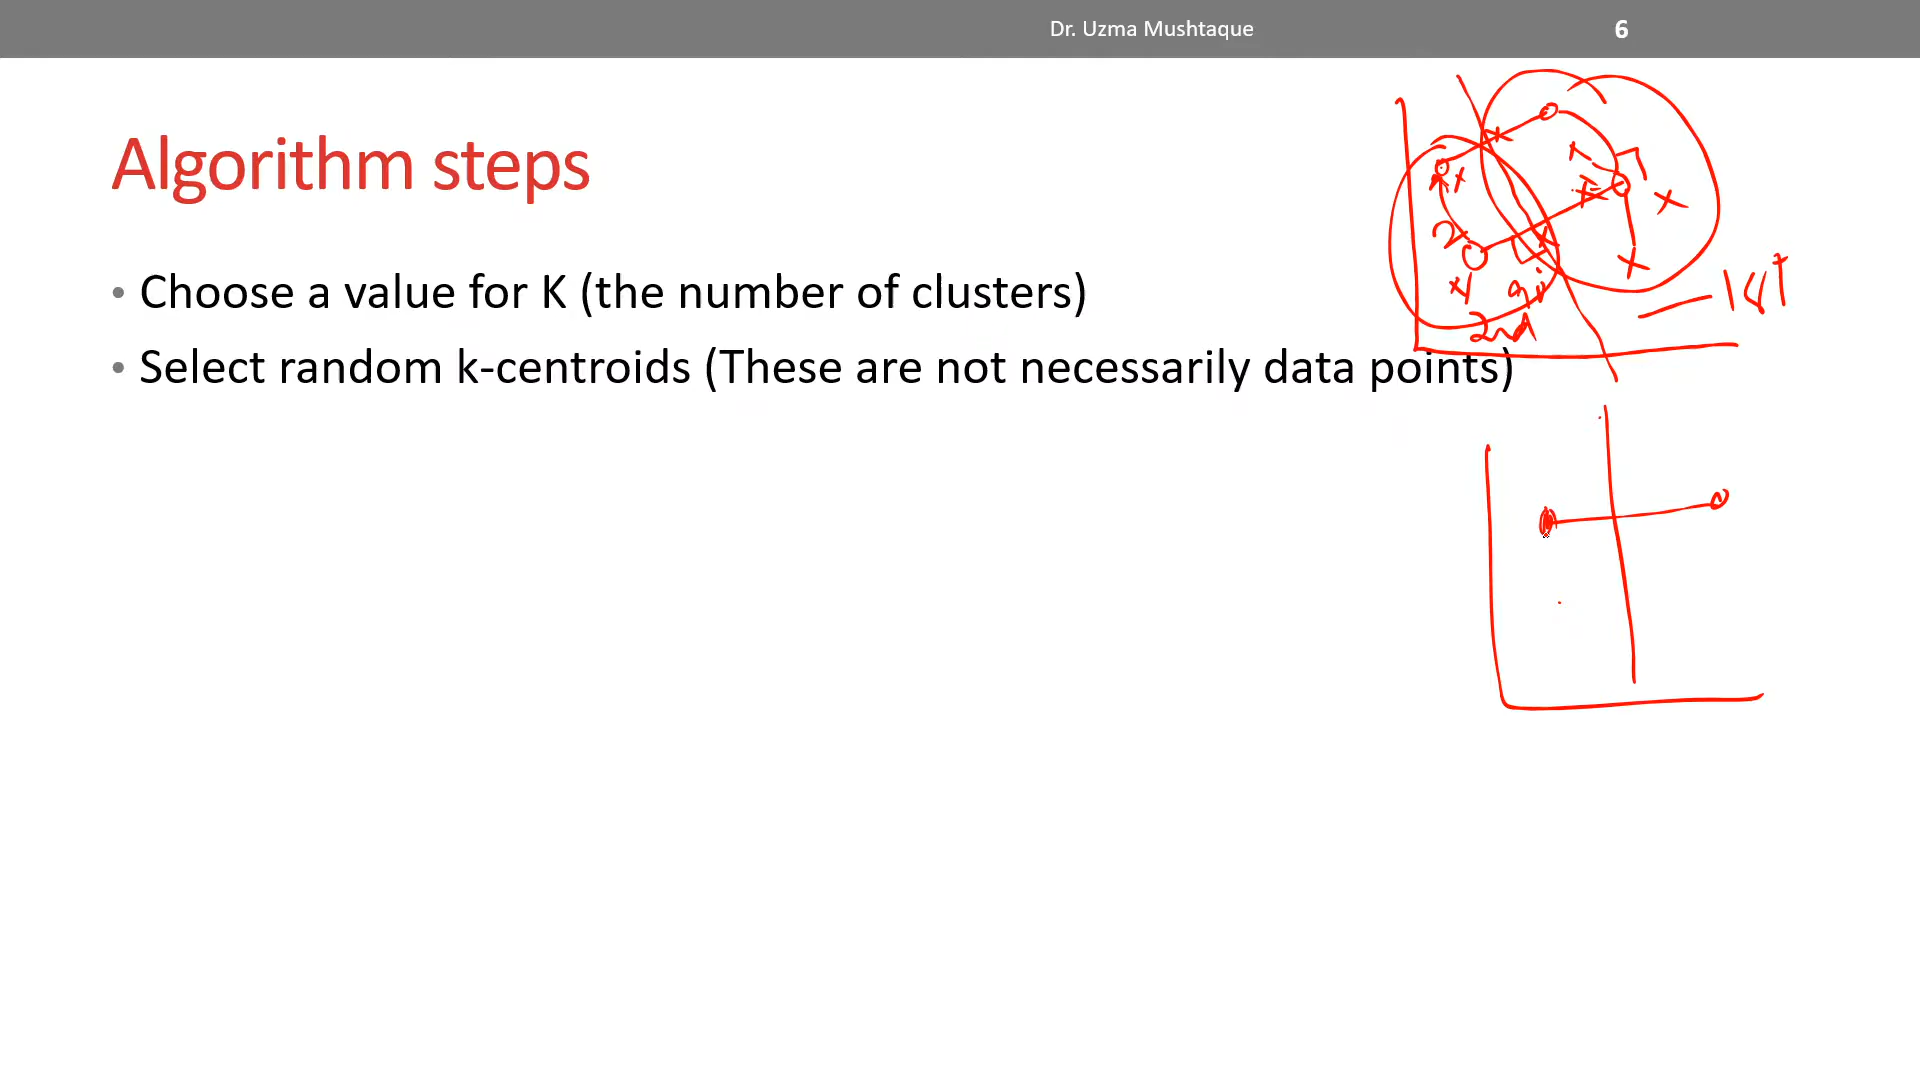 Dr. Uzma Mushtaque 6
Algorithm steps
• Choose a value for K (the number of clusters)
• Select random k-centroids (These are not necessarily data points)
2nd
1st